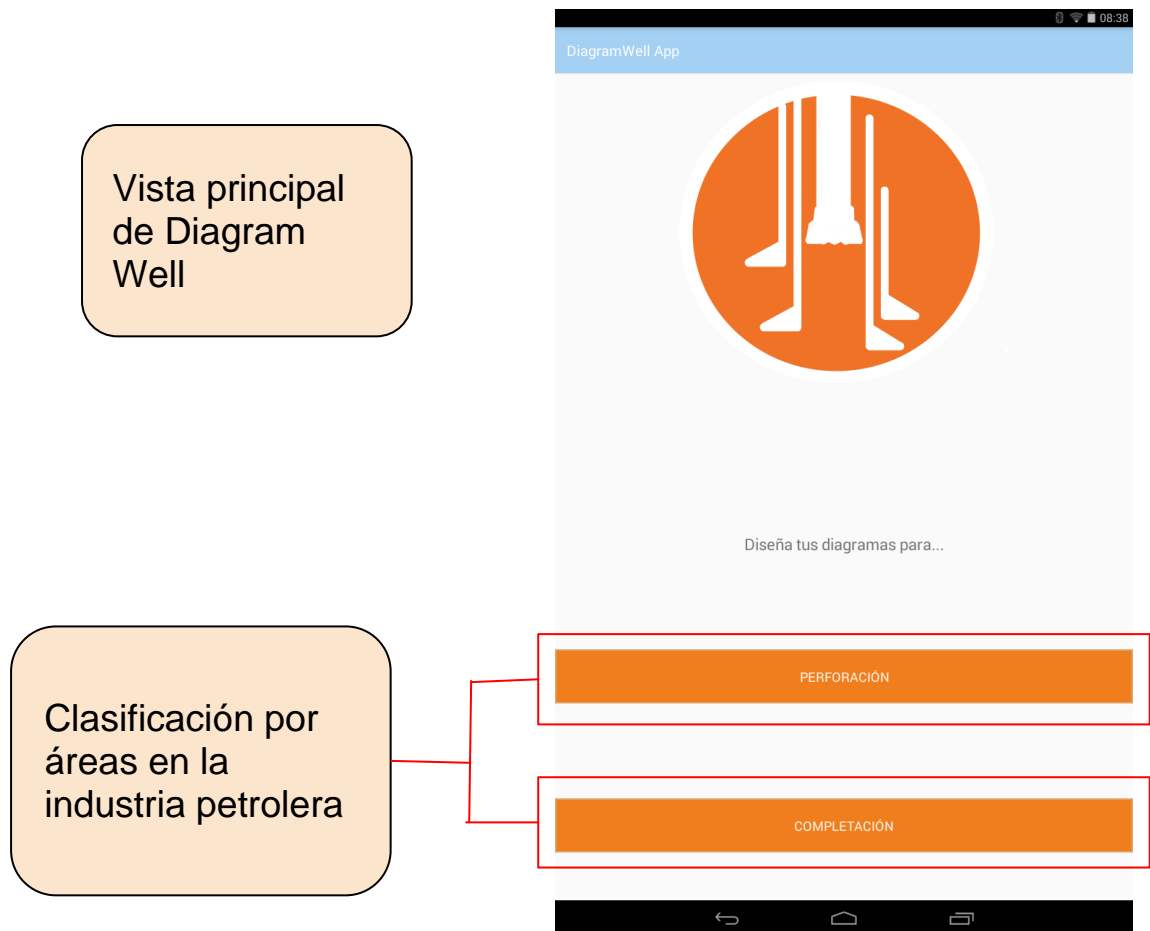 08:38
DiagramWell App
Vista principal
de Diagram
Well
Diseña tus diagramas para...
PERFORACIÓN
Clasificación por
áreas en la
industria petrolera
COMPLETACIÓN